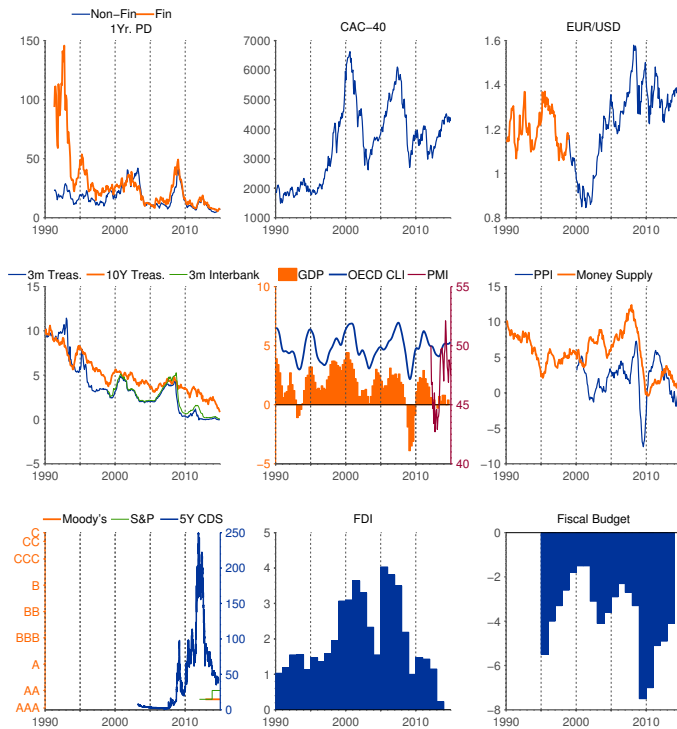 Non−Fin Fin
1Yr. PD
150
100
50
0
1990 2000 2010
CAC−40
7000
6000
5000
4000
3000
2000
1000
1990 2000 2010
EUR/USD
1.6
1.4
1.2
1
0.8
1990 2000 2010
3m Treas. 10Y Treas. 3m Interbank
15
10
5
0
−5
1990 2000 2010
GDP OECD CLI PMI
10 55
5 50
0 45
−5 40
1990 2000 2010
PPI Money Supply
15
10
5
0
−5
−10
1990 2000 2010
Moody's S&P 5Y CDS
C 250
CC
CCC 200
B 150
BB
BBB 100
A 50
AA
AAA 0
1990 2000 2010
FDI
5
4
3
2
1
0
1990 2000 2010
Fiscal Budget
0
−2
−4
−6
−8
1990 2000 2010